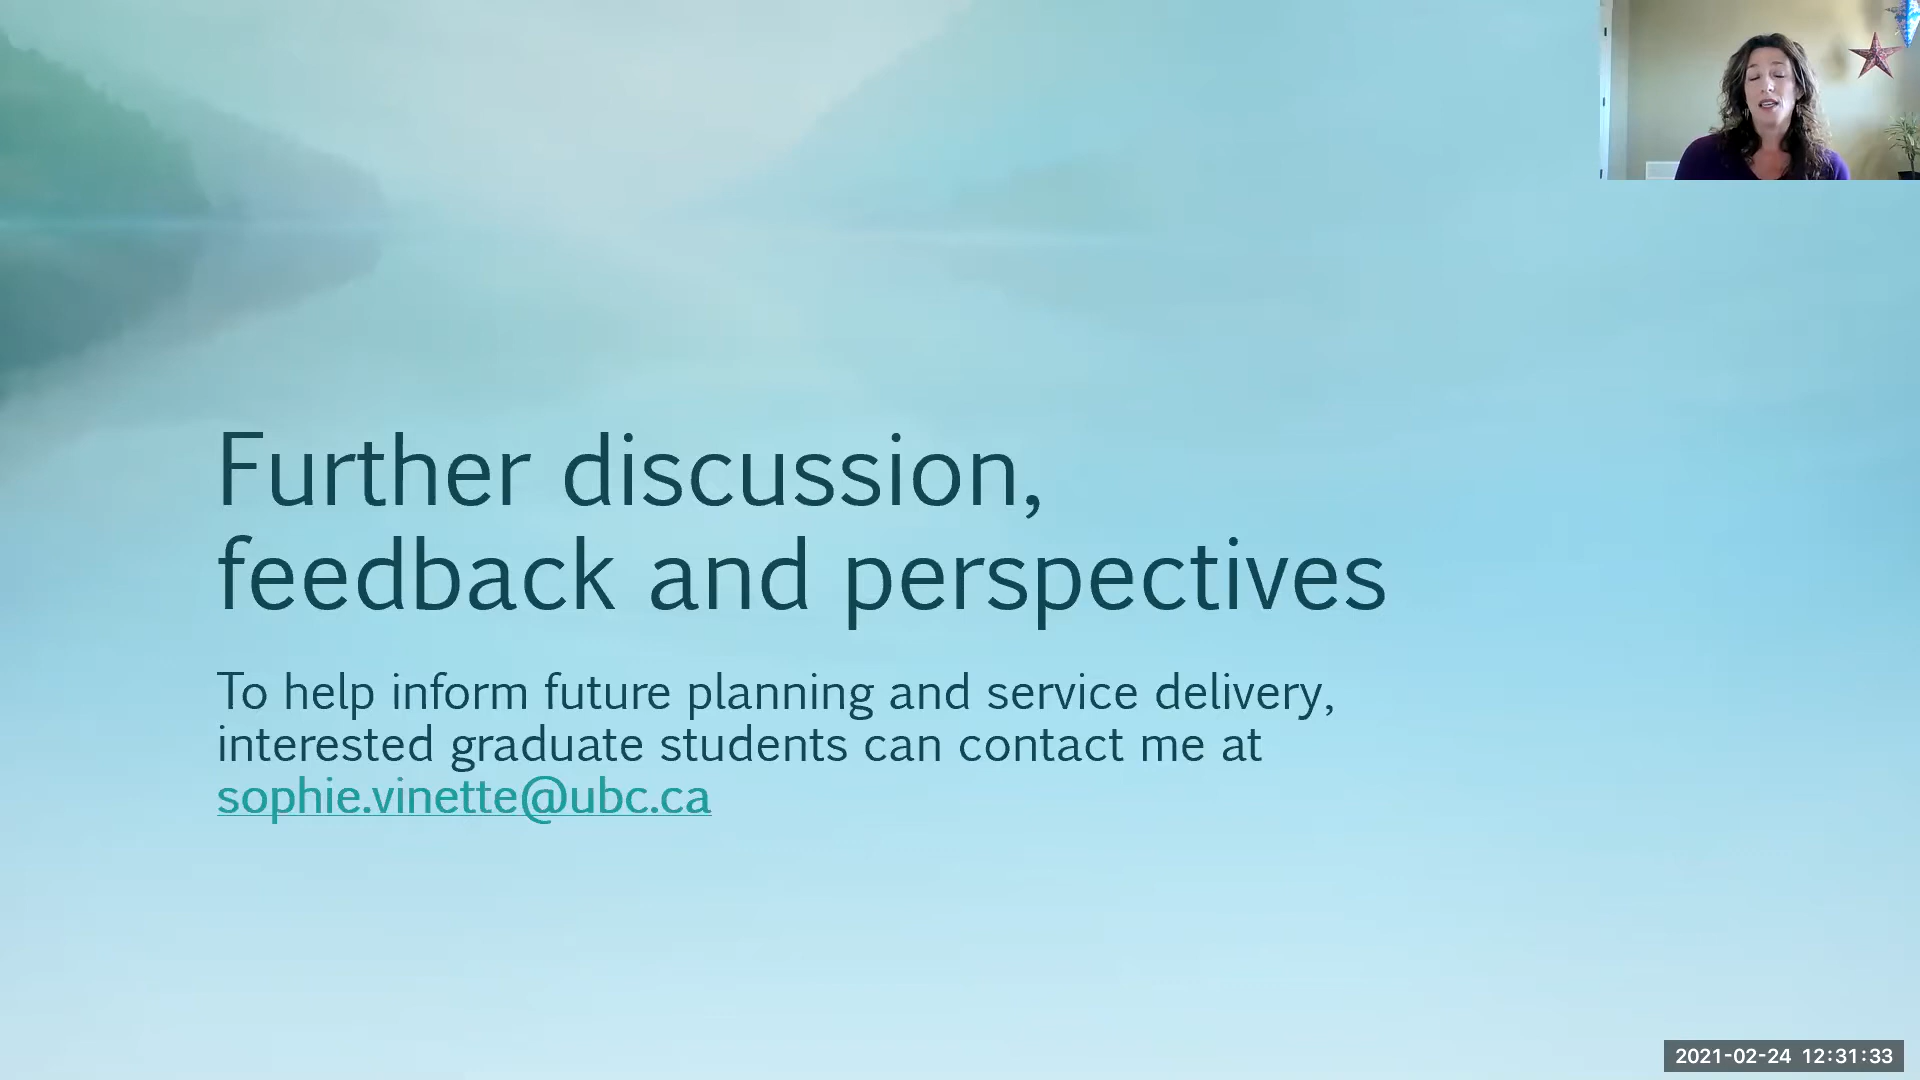 Further discussion,
feedback and perspectives
To help inform future planning and service delivery,
interested graduate students can contact me at
sophie.vinette@ubc.ca
2021-02-24 12:31:33